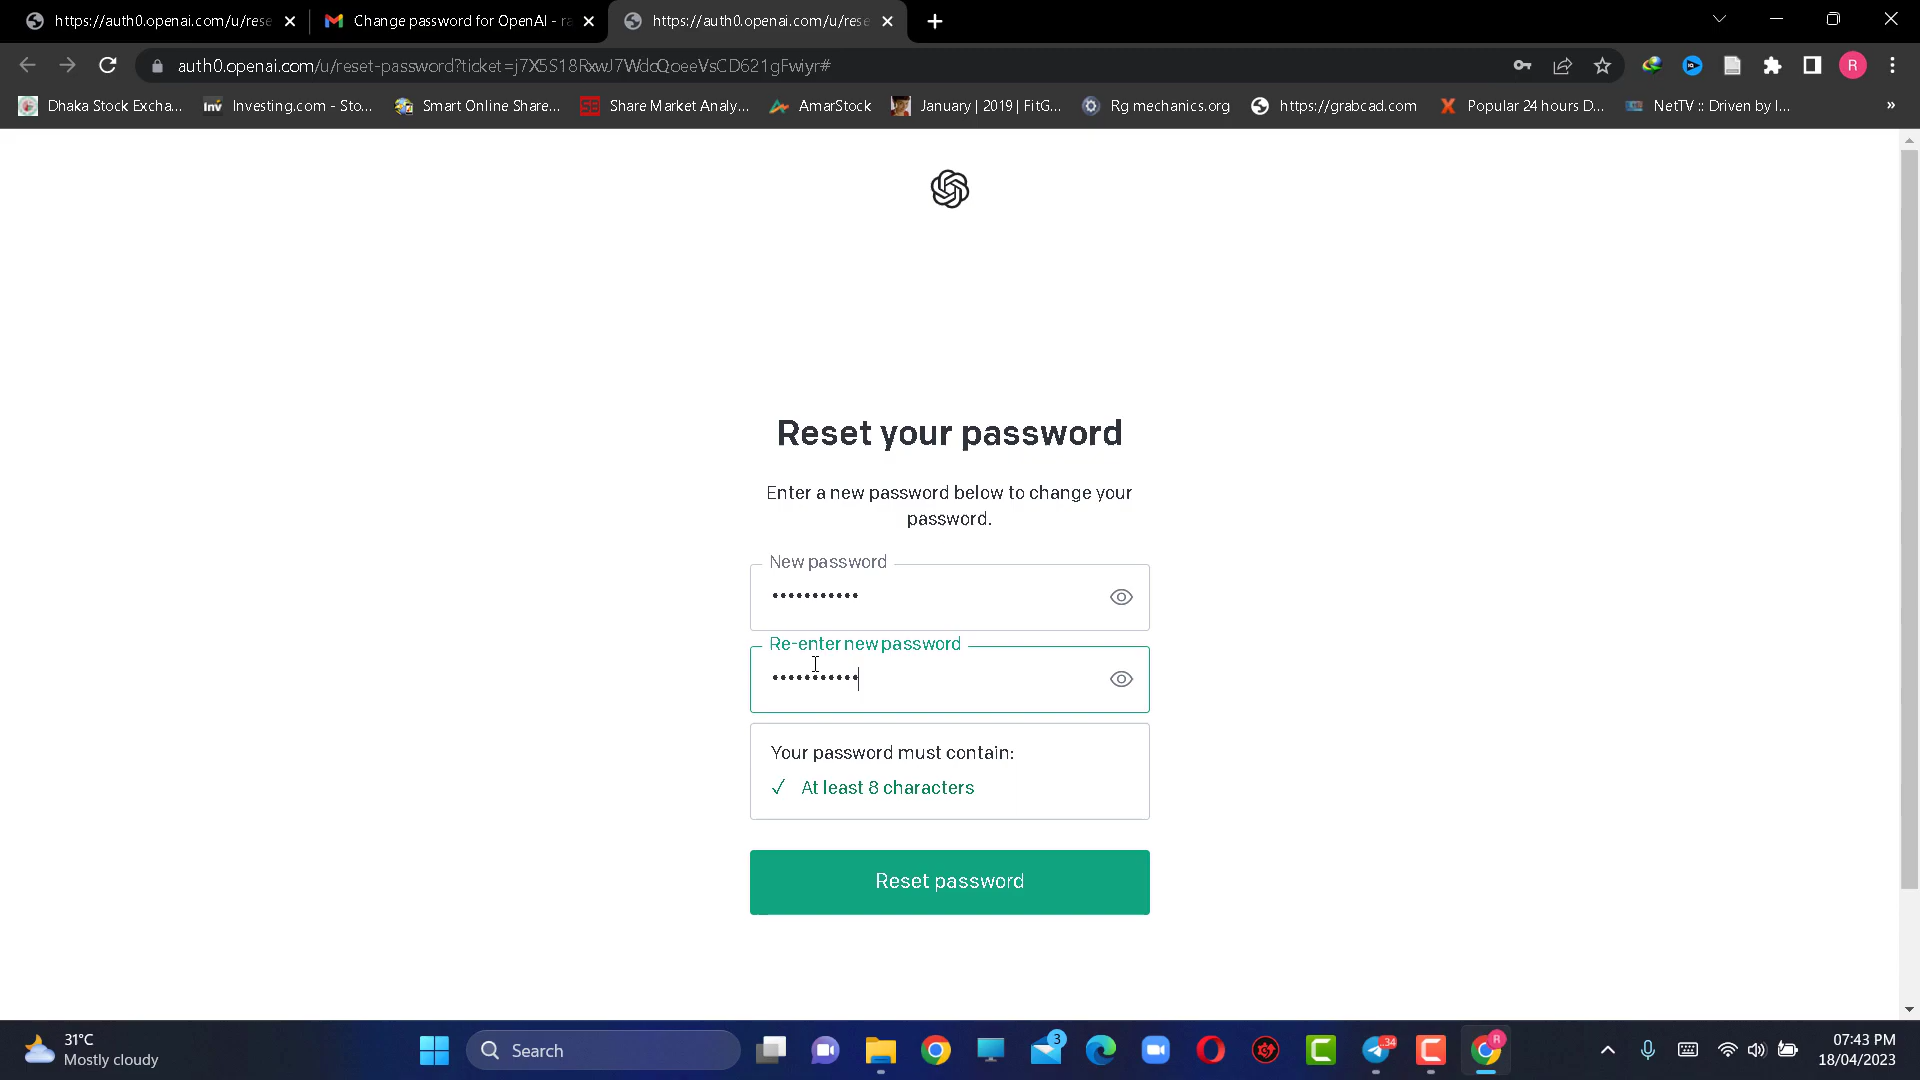 https://auth0.openai.com/u/rese
Change password for OpenAI - ra
https://auth0.openai.com/u/rese
auth0.openai.com/u/reset-password?ticket=j7X5S18RxwJ7WdoQoeeVsCD621gFwiyr#
R
Dhaka Stock Excha...
Inv Investing.com - Sto...
Smart Online Share...
SB Share Market Analy...
AmarStock
January | 2019 | FitG...
Rg mechanics.org
https://grabcad.com
X Popular 24 hours D...
NetTV :: Driven by I...
»
Reset your password
Enter a new password below to change your
password.
New password
•••••••••••
Re-enter new password
•••••••••••
Your password must contain:
✓ At least 8 characters
Reset password
31°C
Mostly cloudy
Search
3
34
R
07:43 PM
18/04/2023